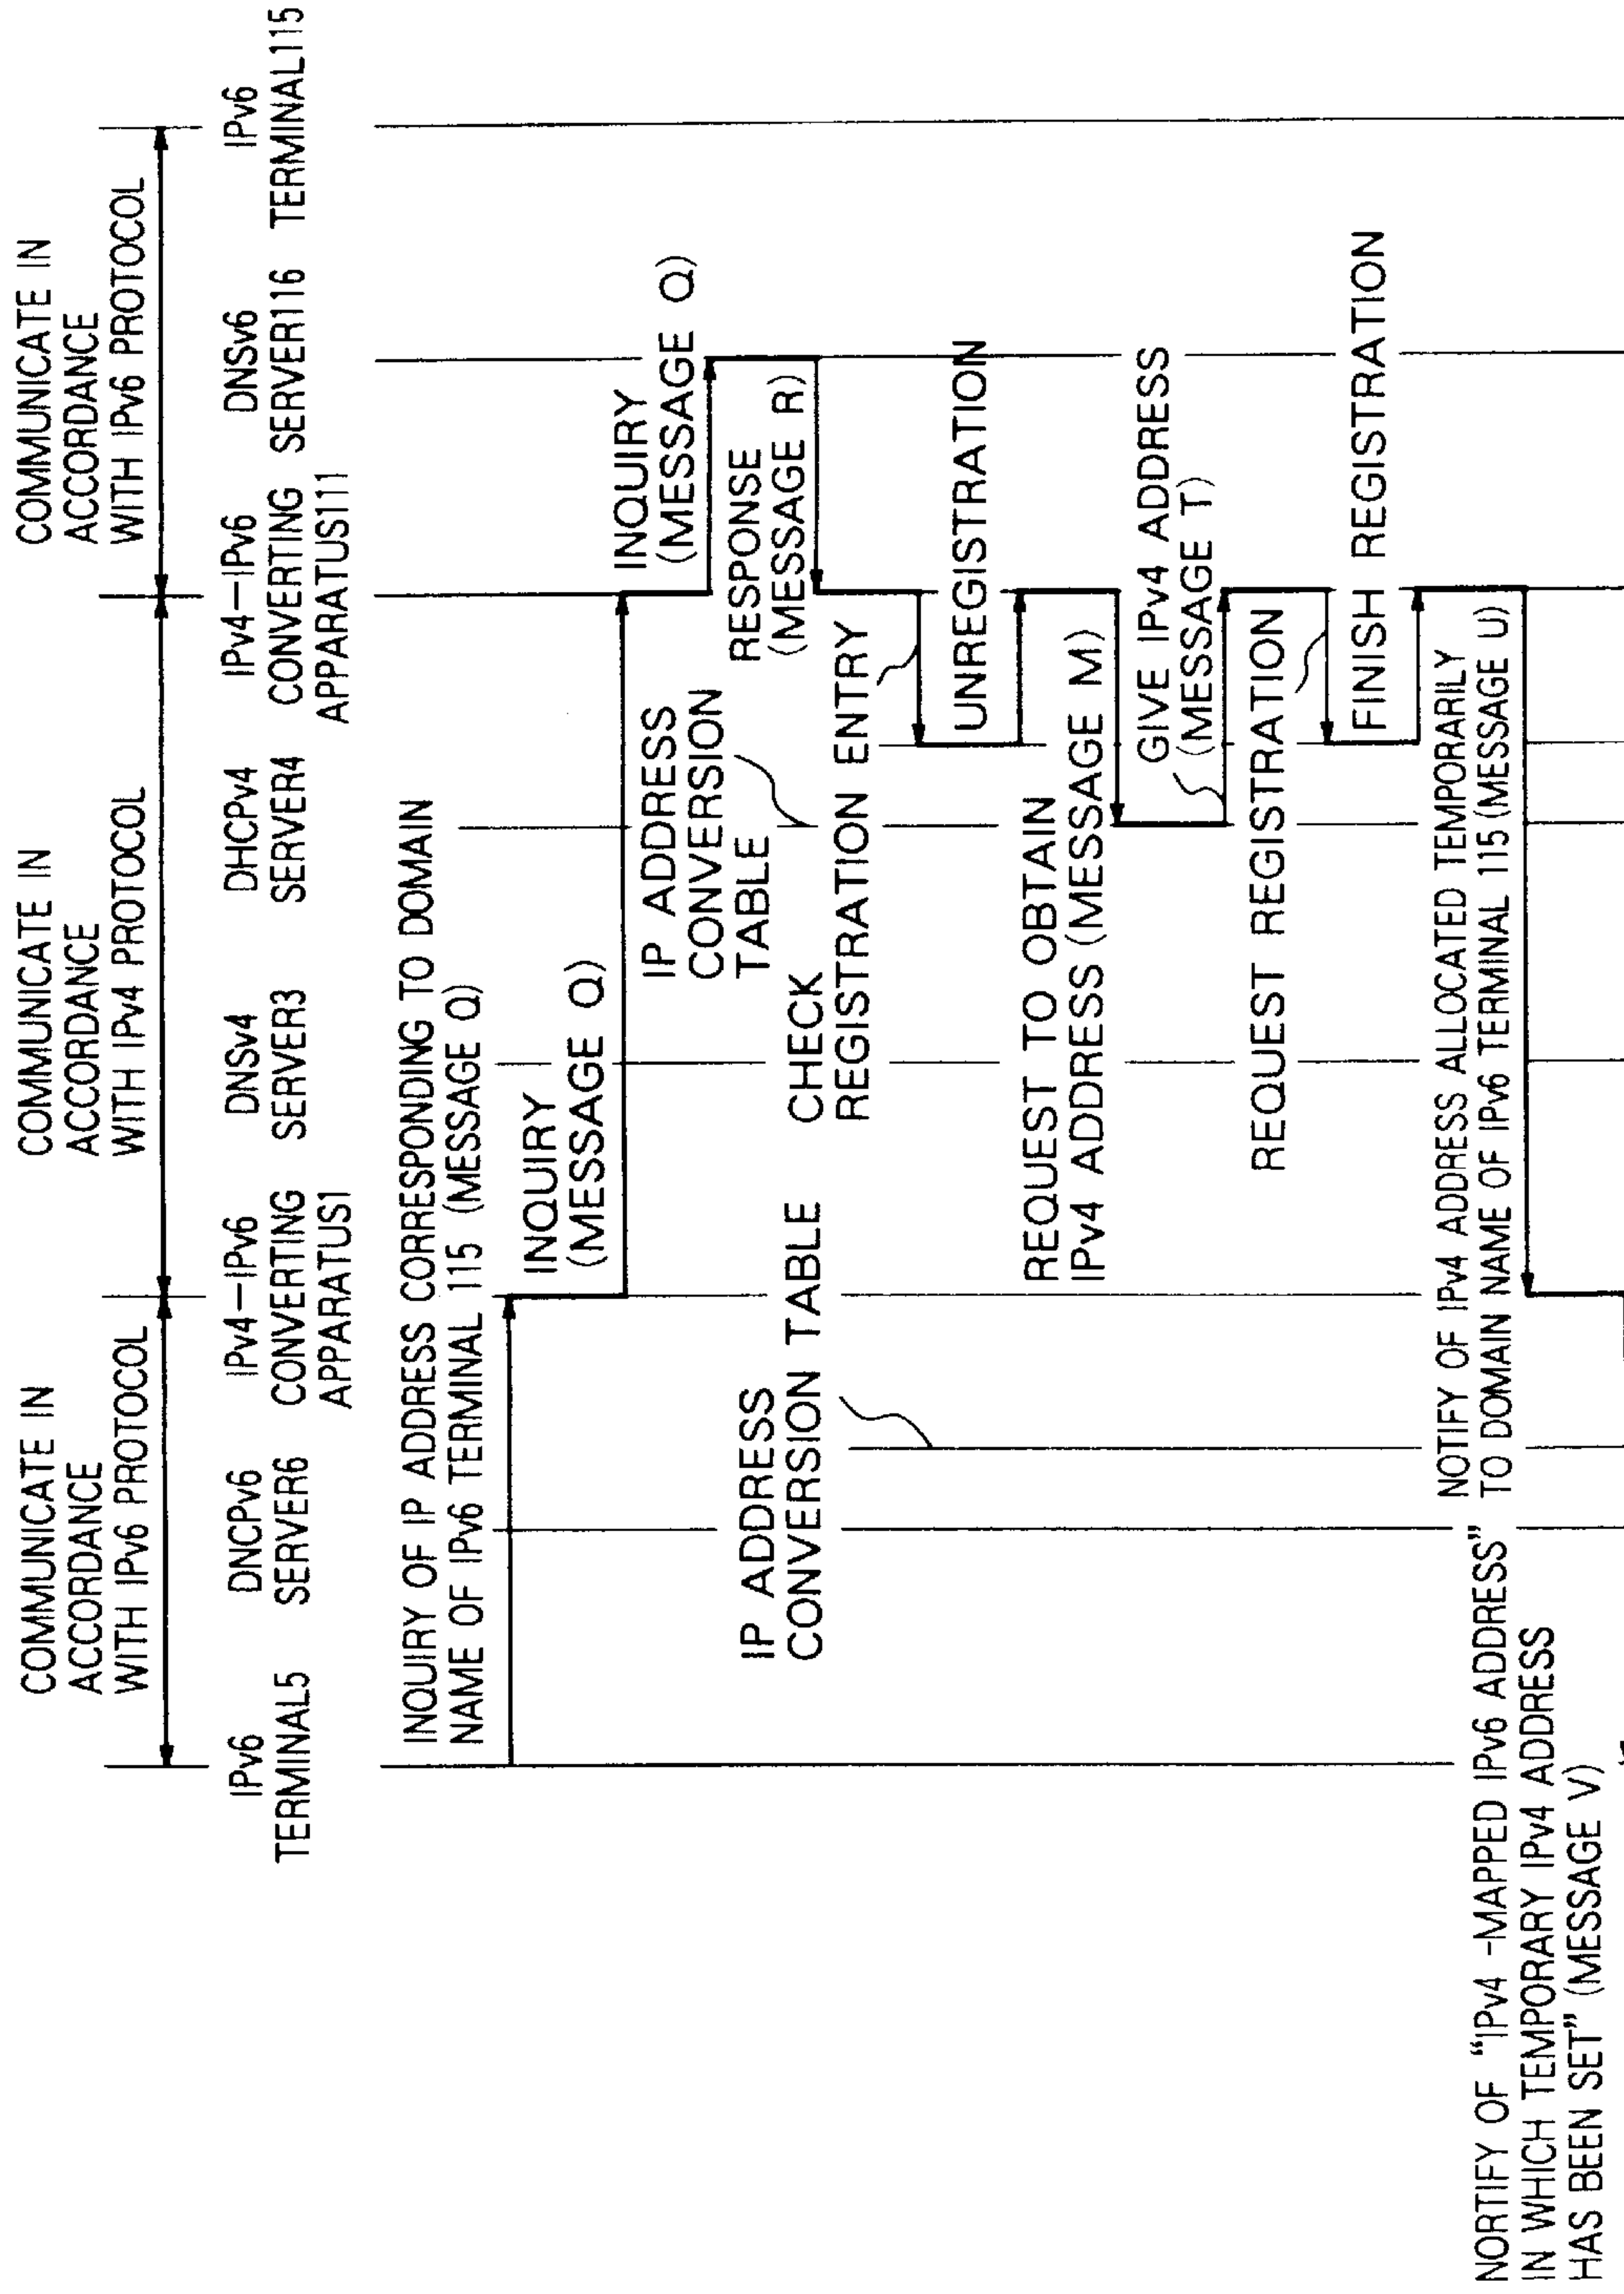 COMMUNICATE IN
ACCORDANCE
WITH IPv6 PROTOCOL
COMMUNICATE IN
ACCORDANCE
WITH IPv4 PROTOCOL
COMMUNICATE IN
ACCORDANCE
WITH IPv6 PROTOCOL
IPv6
TERMINAL5
DNCPv6
SERVER6
IPv4-IPv6
CONVERTING
APPARATUS1
DNSv4
SERVER3
DHCPv4
SERVER4
IPv4-IPv6
CONVERTING
APPARATUS111
DNSv6
SERVER116
IPv6
TERMINAL115
INQUIRY OF IP ADDRESS CORRESPONDING TO DOMAIN
NAME OF IPv6 TERMINAL 115 (MESSAGE Q)
INQUIRY
(MESSAGE Q)
INQUIRY
(MESSAGE Q)
IP ADDRESS
CONVERSION
TABLE
RESPONSE
(MESSAGE R)
IP ADDRESS
CONVERSION TABLE
CHECK
REGISTRATION ENTRY
UNREGISTRATION
REQUEST TO OBTAIN
IPv4 ADDRESS (MESSAGE M)
GIVE IPv4 ADDRESS
(MESSAGE T)
REQUEST REGISTRATION
FINISH REGISTRATION
NOTIFY OF IPv4 ADDRESS ALLOCATED TEMPORARILY
TO DOMAIN NAME OF IPv6 TERMINAL 115 (MESSAGE U)
NORTIFY OF "IPv4 -MAPPED IPv6 ADDRESS"
IN WHICH TEMPORARY IPv4 ADDRESS
HAS BEEN SET" (MESSAGE V)